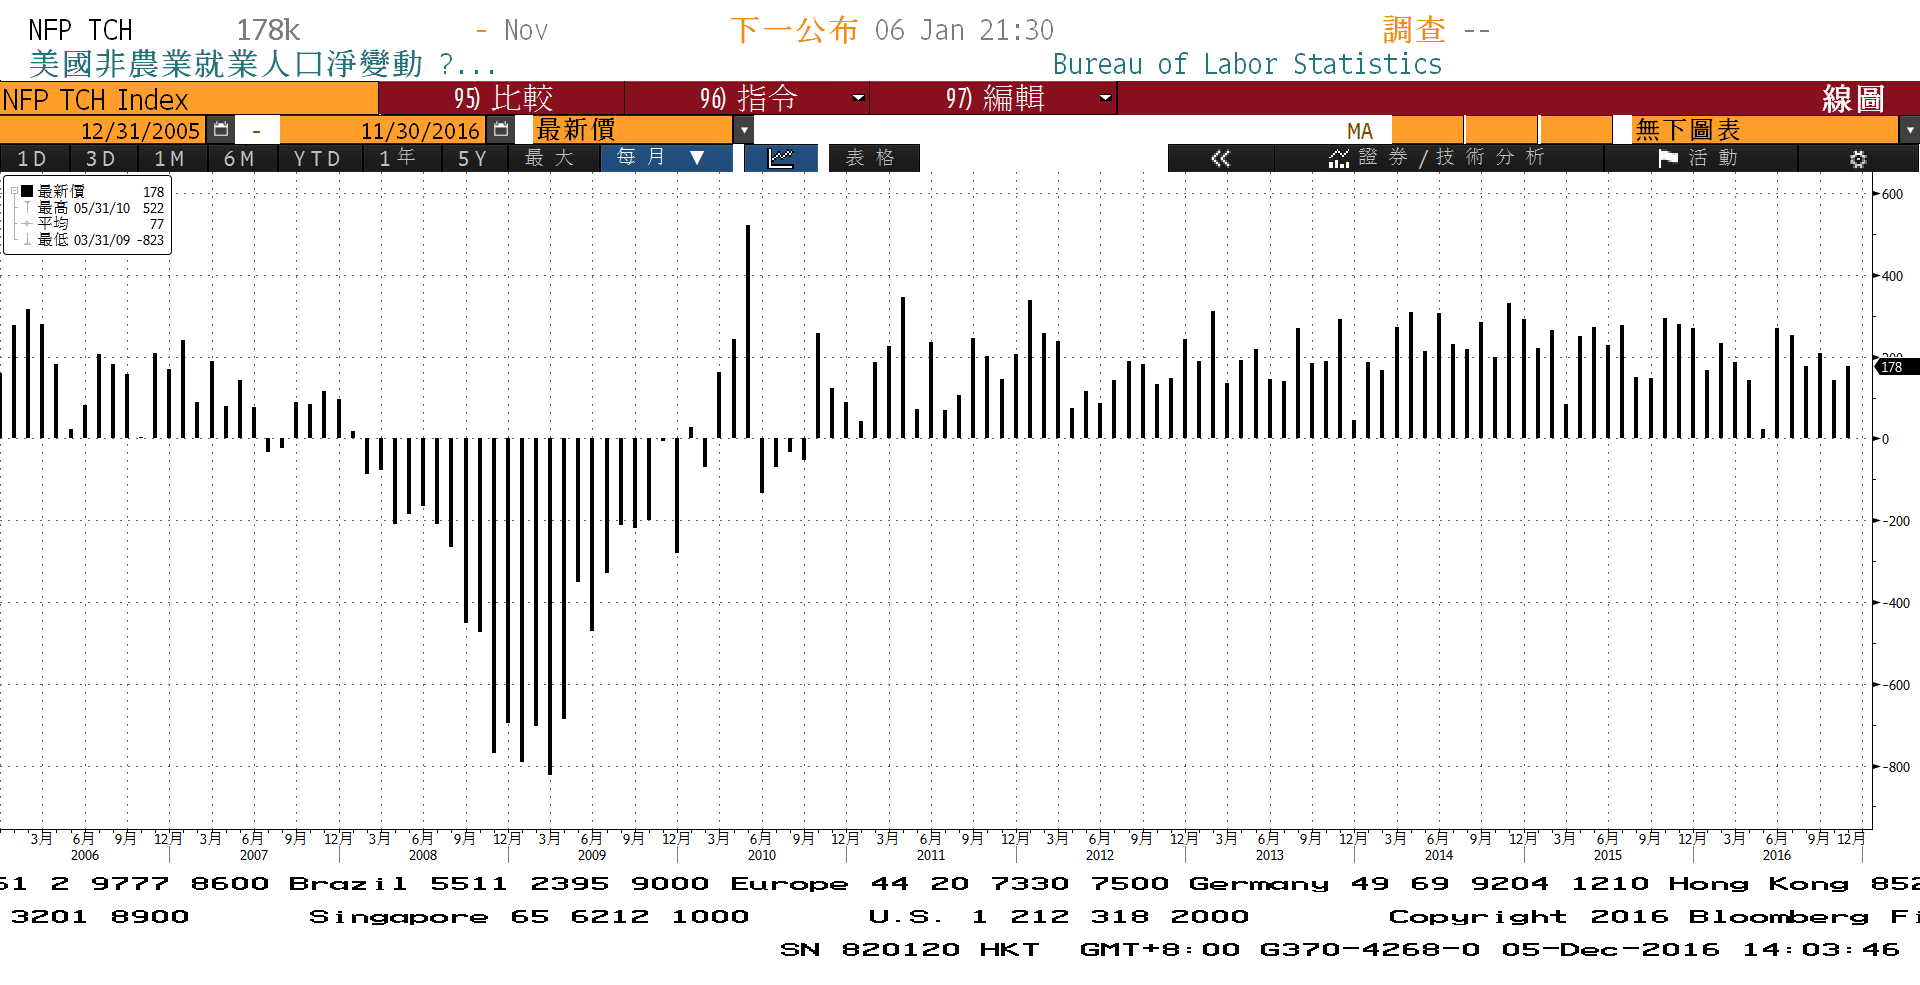 NFP TCH 178k - Nov 下一公布 06 Jan 21:30 調查 --
美國非農業就業人口淨變動 ?... Bureau of Labor Statistics
NFP TCH Index 95) 比較 96) 指令 97) 編輯 線圖
12/31/2005 - 11/30/2016 最新價 MA 無下圖表
1D 3D 1M 6M YTD 1年 5Y 最大 每月 ▼ 表格 « 證券/技術分析 活動
最新價 178
最高 05/31/10 522
平均 77
最低 03/31/09 -823
600
400
200
178
0
-200
-400
-600
-800
3月 6月 9月 12月 3月 6月 9月 12月 3月 6月 9月 12月 3月 6月 9月 12月 3月 6月 9月 12月 3月 6月 9月 12月 3月 6月 9月 12月 3月 6月 9月 12月 3月 6月 9月 12月 3月 6月 9月 12月 3月 6月 9月 12月
2006 2007 2008 2009 2010 2011 2012 2013 2014 2015 2016
61 2 9777 8600 Brazil 5511 2395 9000 Europe 44 20 7330 7500 Germany 49 69 9204 1210 Hong Kong 852
3201 8900 Singapore 65 6212 1000 U.S. 1 212 318 2000 Copyright 2016 Bloomberg Fi
SN 820120 HKT GMT+8:00 G370-4268-0 05-Dec-2016 14:03:46